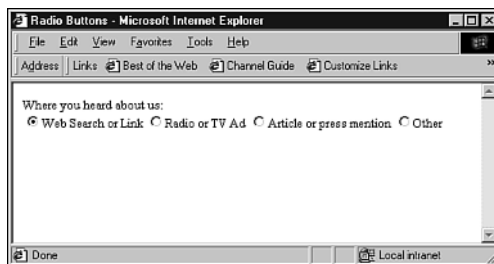 Radio Buttons - Microsoft Internet Explorer
File Edit View Favorites Tools Help
Address Links Best of the Web Channel Guide Customize Links »
Where you heard about us:
Web Search or Link Radio or TV Ad Article or press mention Other
Done Local intranet